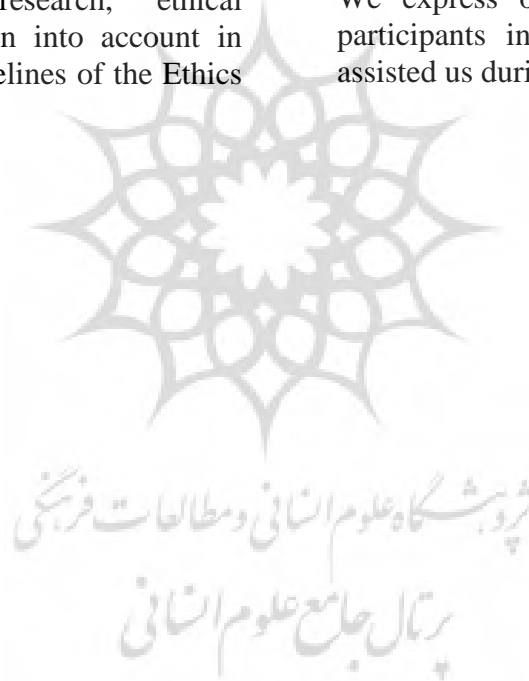 research, ethical
n into account in
elines of the Ethics
We express o
participants in
assisted us duri
پژوهشگاه علوم انسانی و مطالعات فرهنگی
پرتال جامع علوم انسانی